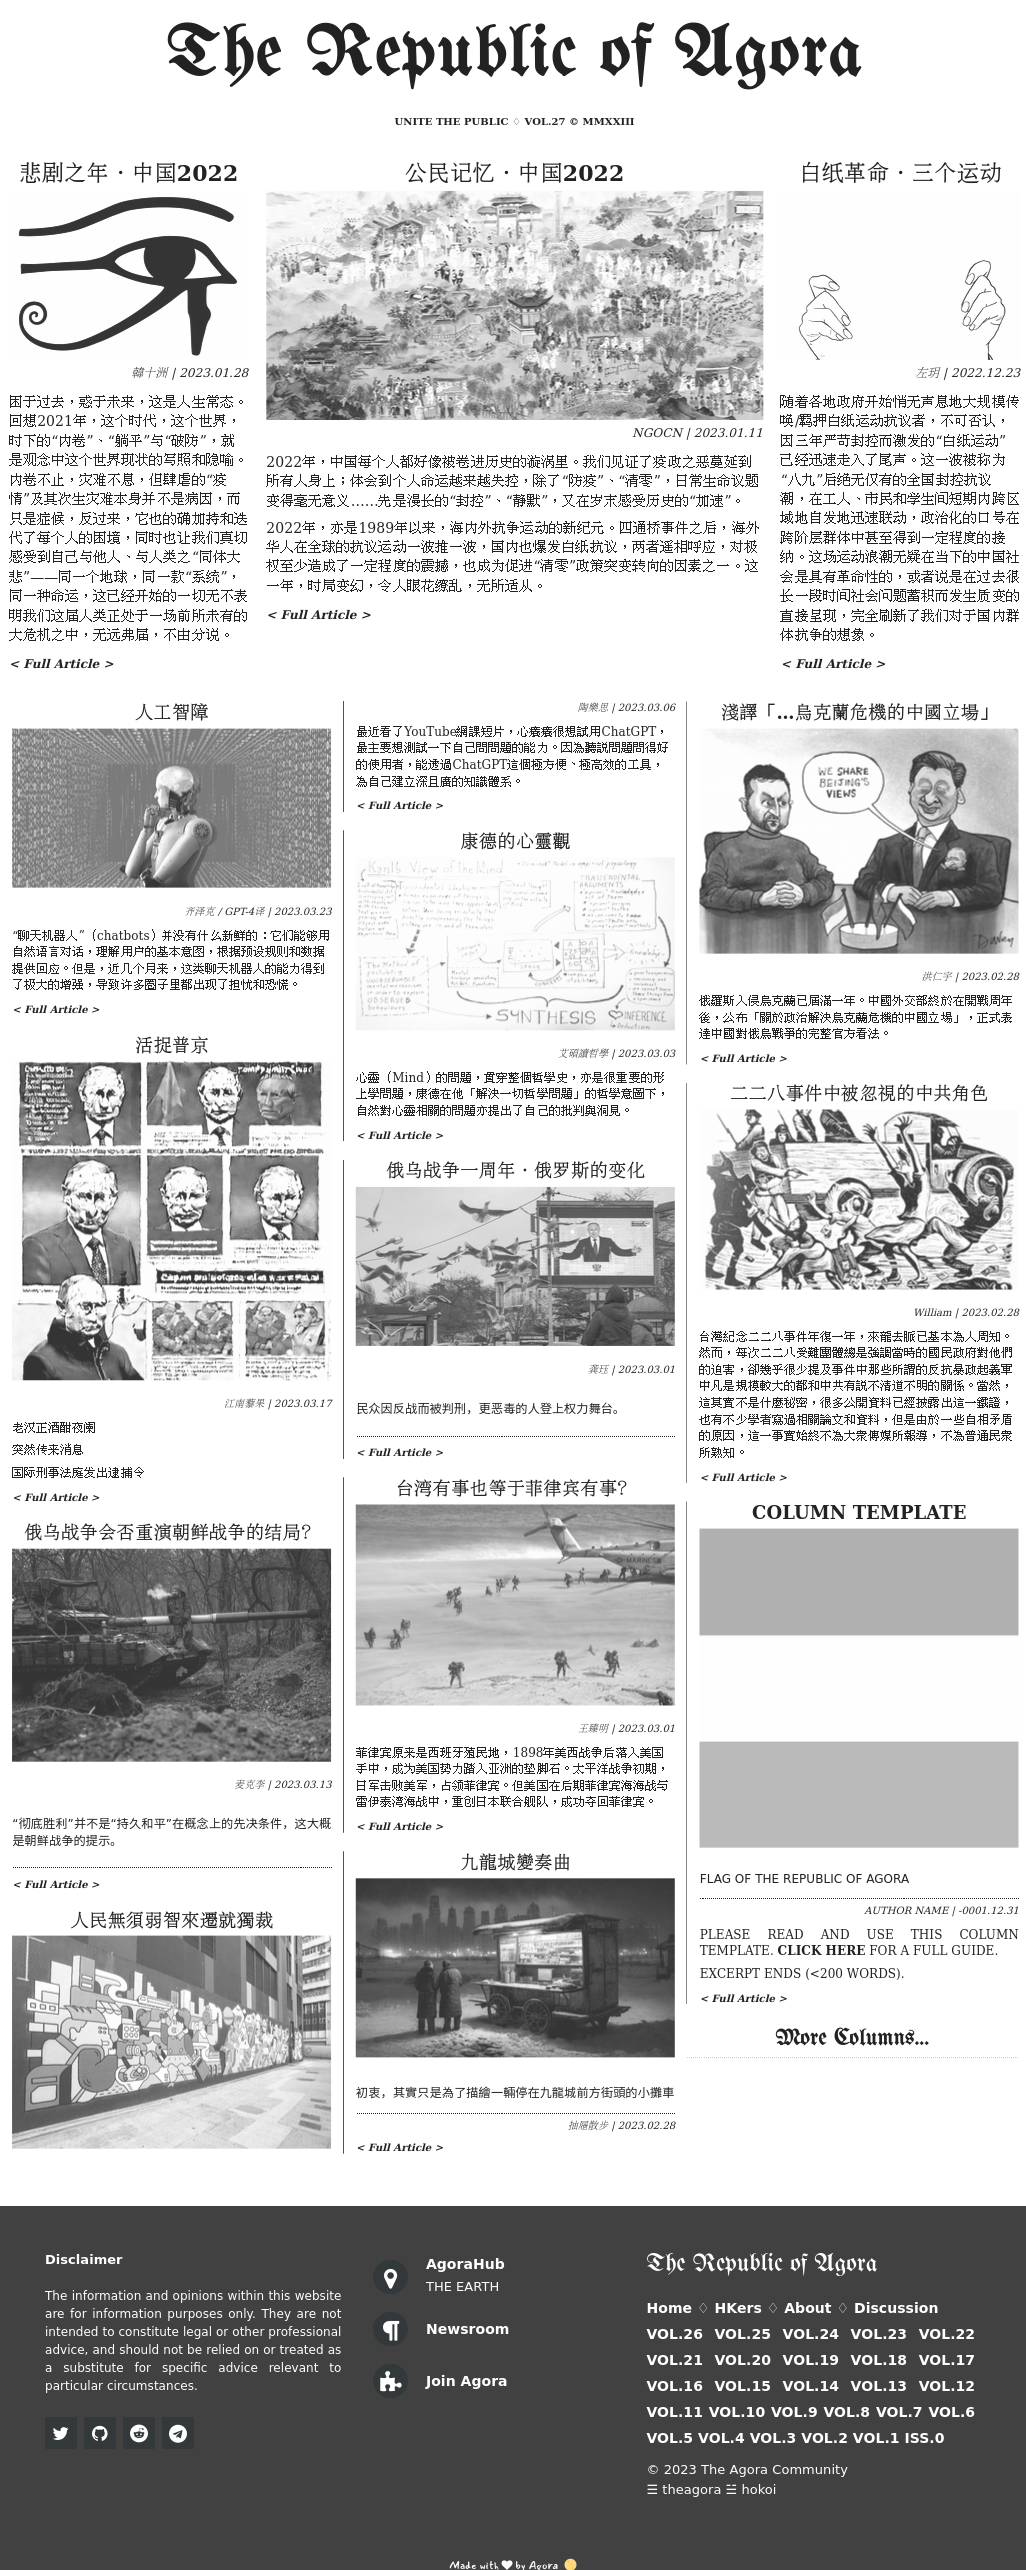 The Republic of Agora
UNITE THE PUBLIC ♢ VOL.27 © MMXXIII
悲剧之年 · 中国2022
韓十洲 | 2023.01.28
困于过去，惑于未来，这是人生常态。
回想2021年，这个时代，这个世界，
时下的“内卷”、“躺平”与“破防”，就
是观念中这个世界现状的写照和隐喻。
内卷不止，灾难不息，但肆虐的“疫
情”及其次生灾难本身并不是病因，而
只是症候，反过来，它也的确加持和迭
代了每个人的困境，同时也让我们真切
感受到自己与他人、与人类之“同体大
悲”——同一个地球，同一款“系统”，
同一种命运，这已经开始的一切无不表
明我们这届人类正处于一场前所未有的
大危机之中，无远弗届，不由分说。
< Full Article >
公民记忆 · 中国2022
NGOCN | 2023.01.11
2022年，中国每个人都好像被卷进历史的漩涡里。我们见证了疫政之恶蔓延到
所有人身上；体会到个人命运越来越失控，除了“防疫”、“清零”，日常生命议题
变得毫无意义……先是漫长的“封控”、“静默”，又在岁末感受历史的“加速”。
2022年，亦是1989年以来，海内外抗争运动的新纪元。四通桥事件之后，海外
华人在全球的抗议运动一波推一波，国内也爆发白纸抗议，两者遥相呼应，对极
权至少造成了一定程度的震撼，也成为促进“清零”政策突变转向的因素之一。这
一年，时局变幻，令人眼花缭乱，无所适从。
< Full Article >
白纸革命 · 三个运动
左玥 | 2022.12.23
随着各地政府开始悄无声息地大规模传
唤/羁押白纸运动抗议者，不可否认，
因三年严苛封控而激发的“白纸运动”
已经迅速走入了尾声。这一波被称为
“八九”后绝无仅有的全国封控抗议
潮，在工人、市民和学生间短期内跨区
域地自发地迅速联动，政治化的口号在
跨阶层群体中甚至得到一定程度的接
纳。这场运动浪潮无疑在当下的中国社
会是具有革命性的，或者说是在过去很
长一段时间社会问题蓄积而发生质变的
直接呈现，完全刷新了我们对于国内群
体抗争的想象。
< Full Article >
人工智障
齐泽克 / GPT-4译 | 2023.03.23
“聊天机器人”（chatbots）并没有什么新鲜的：它们能够用
自然语言对话，理解用户的基本意图，根据预设规则和数据
提供回应。但是，近几个月来，这类聊天机器人的能力得到
了极大的增强，导致许多圈子里都出现了担忧和恐慌。
< Full Article >
活捉普京
江南藜果 | 2023.03.17
老汉正酒酣夜阑
突然传来消息
国际刑事法庭发出逮捕令
< Full Article >
俄乌战争会否重演朝鲜战争的结局？
麦克李 | 2023.03.13
“彻底胜利”并不是“持久和平”在概念上的先决条件，这大概
是朝鲜战争的提示。
< Full Article >
人民無須弱智來遷就獨裁
陶樂思 | 2023.03.06
最近看了YouTube網課短片，心癢癢很想試用ChatGPT，
最主要想測試一下自己問問題的能力。因為聽説問題問得好
的使用者，能透過ChatGPT這個極方便、極高效的工具，
為自己建立深且廣的知識體系。
< Full Article >
康德的心靈觀
Kant's View of the Mind
SYNTHESIS
INFERENCE
艾碩讀哲學 | 2023.03.03
心靈（Mind）的問題，貫穿整個哲學史，亦是很重要的形
上學問題，康德在他「解決一切哲學問題」的哲學意圖下，
自然對心靈相關的問題亦提出了自己的批判與洞見。
< Full Article >
俄乌战争一周年 · 俄罗斯的变化
龚珏 | 2023.03.01
民众因反战而被判刑，更恶毒的人登上权力舞台。
< Full Article >
台湾有事也等于菲律宾有事？
MARINES
王臻明 | 2023.03.01
菲律宾原来是西班牙殖民地，1898年美西战争后落入美国
手中，成为美国势力踏入亚洲的垫脚石。太平洋战争初期，
日军击败美军，占领菲律宾。但美国在后期菲律宾海海战与
雷伊泰湾海战中，重创日本联合舰队，成功夺回菲律宾。
< Full Article >
九龍城變奏曲
初衷，其實只是為了描繪一輛停在九龍城前方街頭的小攤車
抽屜散步 | 2023.02.28
< Full Article >
淺譯「…烏克蘭危機的中國立場」
WE SHARE
BEIJING'S
VIEWS
洪仁宇 | 2023.02.28
俄羅斯入侵烏克蘭已屆滿一年。中國外交部終於在開戰周年
後，公布「關於政治解決烏克蘭危機的中國立場」，正式表
達中國對俄烏戰爭的完整官方看法。
< Full Article >
二二八事件中被忽視的中共角色
William | 2023.02.28
台灣紀念二二八事件年復一年，來龍去脈已基本為人周知。
然而，每次二二八受難團體總是強調當時的國民政府對他們
的迫害，卻幾乎很少提及事件中那些所謂的反抗暴政起義軍
中凡是規模較大的都和中共有説不清道不明的關係。當然，
這其實不是什麼秘密，很多公開資料已經披露出這一鐵證，
也有不少學者寫過相關論文和資料，但是由於一些自相矛盾
的原因，這一事實始終不為大衆傳媒所報導，不為普通民衆
所熟知。
< Full Article >
COLUMN TEMPLATE
FLAG OF THE REPUBLIC OF AGORA
AUTHOR NAME | -0001.12.31
PLEASE READ AND USE THIS COLUMN
TEMPLATE. CLICK HERE FOR A FULL GUIDE.
EXCERPT ENDS (<200 WORDS).
< Full Article >
More Columns...
Disclaimer
The information and opinions within this website
are for information purposes only. They are not
intended to constitute legal or other professional
advice, and should not be relied on or treated as
a substitute for specific advice relevant to
particular circumstances.
AgoraHub
THE EARTH
Newsroom
Join Agora
The Republic of Agora
Home ♢ HKers ♢ About ♢ Discussion
VOL.26 VOL.25 VOL.24 VOL.23 VOL.22
VOL.21 VOL.20 VOL.19 VOL.18 VOL.17
VOL.16 VOL.15 VOL.14 VOL.13 VOL.12
VOL.11 VOL.10 VOL.9 VOL.8 VOL.7 VOL.6
VOL.5 VOL.4 VOL.3 VOL.2 VOL.1 ISS.0
© 2023 The Agora Community
☰ theagora ☱ hokoi
Made with ❤ by Agora